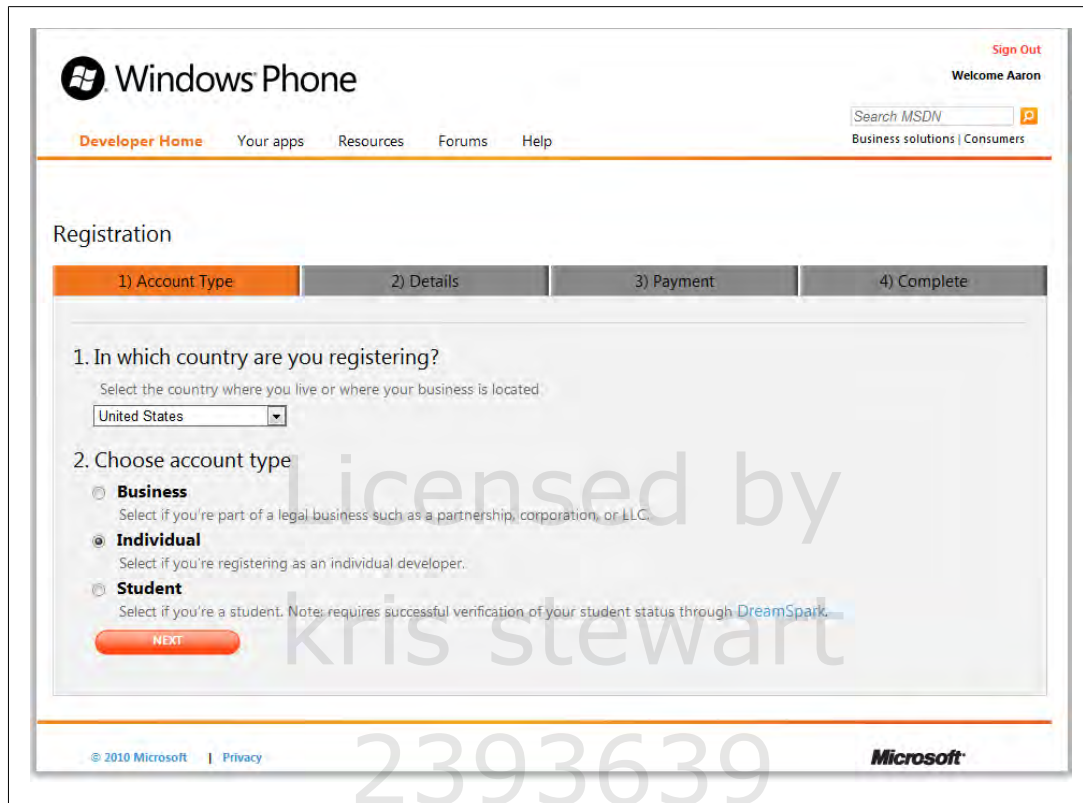 Sign Out
Windows Phone
Welcome Aaron
Search MSDN
Developer Home Your apps Resources Forums Help
Business solutions | Consumers
Registration
1) Account Type 2) Details 3) Payment 4) Complete
1. In which country are you registering?
Select the country where you live or where your business is located
United States
2. Choose account type
Business
Select if you're part of a legal business such as a partnership, corporation, or LLC.
Individual
Select if you're registering as an individual developer.
Student
Select if you're a student. Note: requires successful verification of your student status through DreamSpark.
NEXT
© 2010 Microsoft | Privacy
Microsoft
Licensed by
kris stewart
2393639